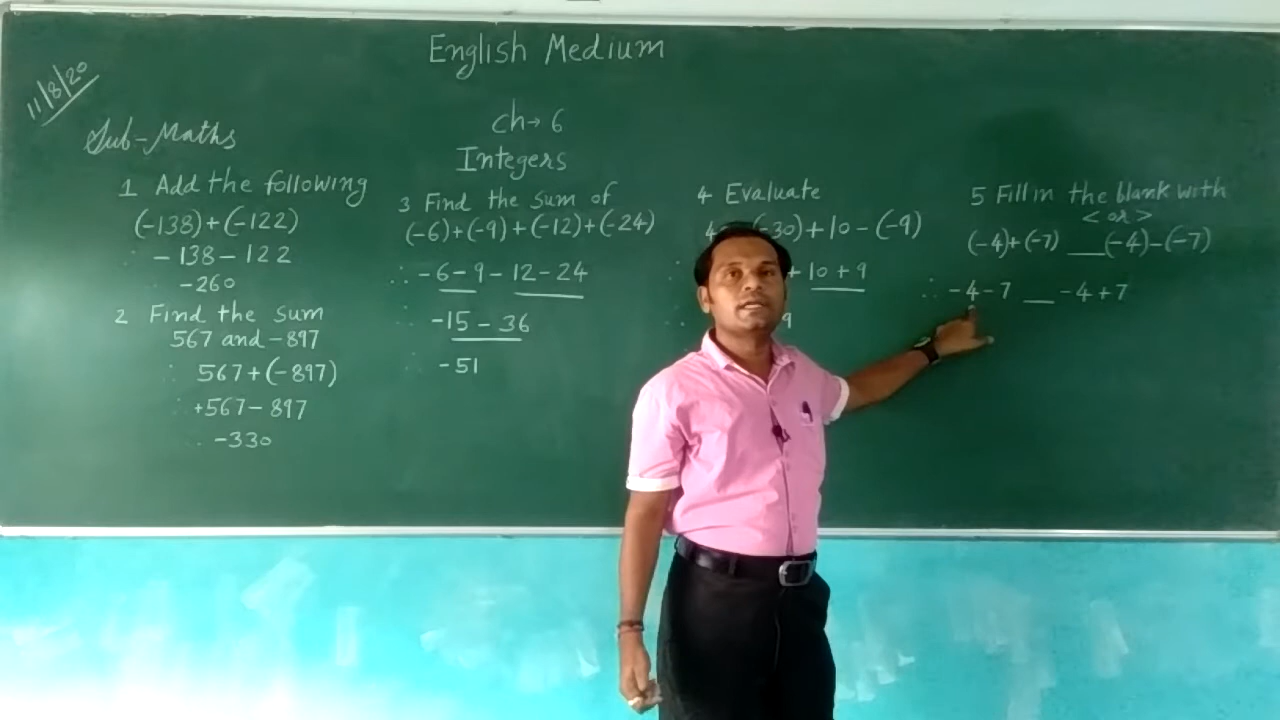 English Medium
11/8/20
Sub - Maths
ch → 6
Integers
1 Add the following
(-138)+(-122)
∴ -138-122
∴ -260
2 Find the sum
567 and -897
∴ 567+(-897)
∴ +567-897
∴ -330
3 Find the sum of
(-6)+(-9)+(-12)+(-24)
∴ -6-9-12-24
∴ -15-36
∴ -51
4 Evaluate
-30)+10-(-9)
∴ +10+9
∴ 9
5 Fill in the blank with
< or >
(-4)+(-7) __ (-4)-(-7)
∴ -4-7 __ -4+7